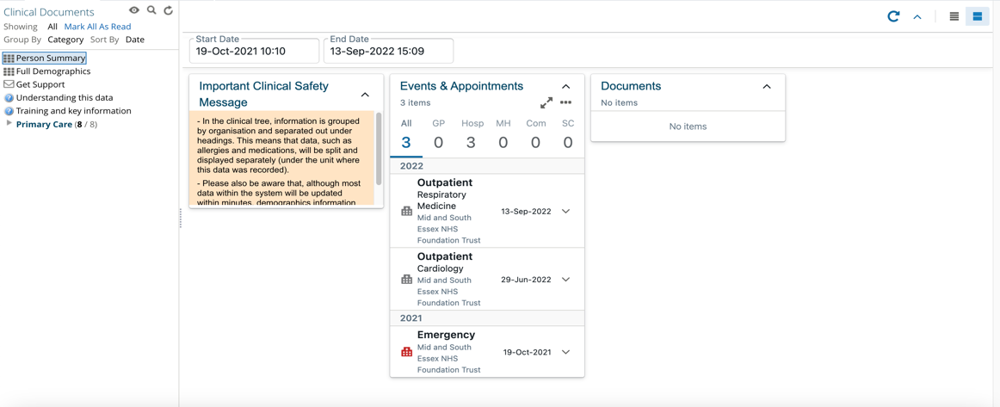 Clinical Documents
Showing All Mark All As Read
Group By Category Sort By Date
Person Summary
Full Demographics
Get Support
Understanding this data
Training and key information
Primary Care (8 / 8)
Start Date
19-Oct-2021 10:10
End Date
13-Sep-2022 15:09
Important Clinical Safety
Message
- In the clinical tree, information is grouped
by organisation and separated out under
headings. This means that data, such as
allergies and medications, will be split and
displayed separately (under the unit where
this data was recorded).
- Please also be aware that, although most
data within the system will be updated
within minutes, demographics information
Events & Appointments
3 items
All GP Hosp MH Com SC
3 0 3 0 0 0
2022
Outpatient
Respiratory
Medicine
Mid and South
Essex NHS
Foundation Trust
13-Sep-2022
Outpatient
Cardiology
Mid and South
Essex NHS
Foundation Trust
29-Jun-2022
2021
Emergency
Mid and South
Essex NHS
Foundation Trust
19-Oct-2021
Documents
No items
No items